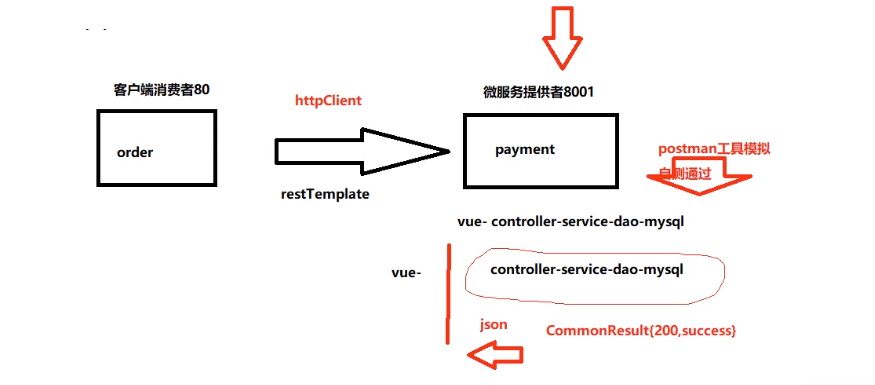 客户端消费者80
httpClient
微服务提供者8001
order
payment
postman工具模拟
自测通过
restTemplate
vue- controller-service-dao-mysql
vue-
controller-service-dao-mysql
json
CommonResult{200,success}